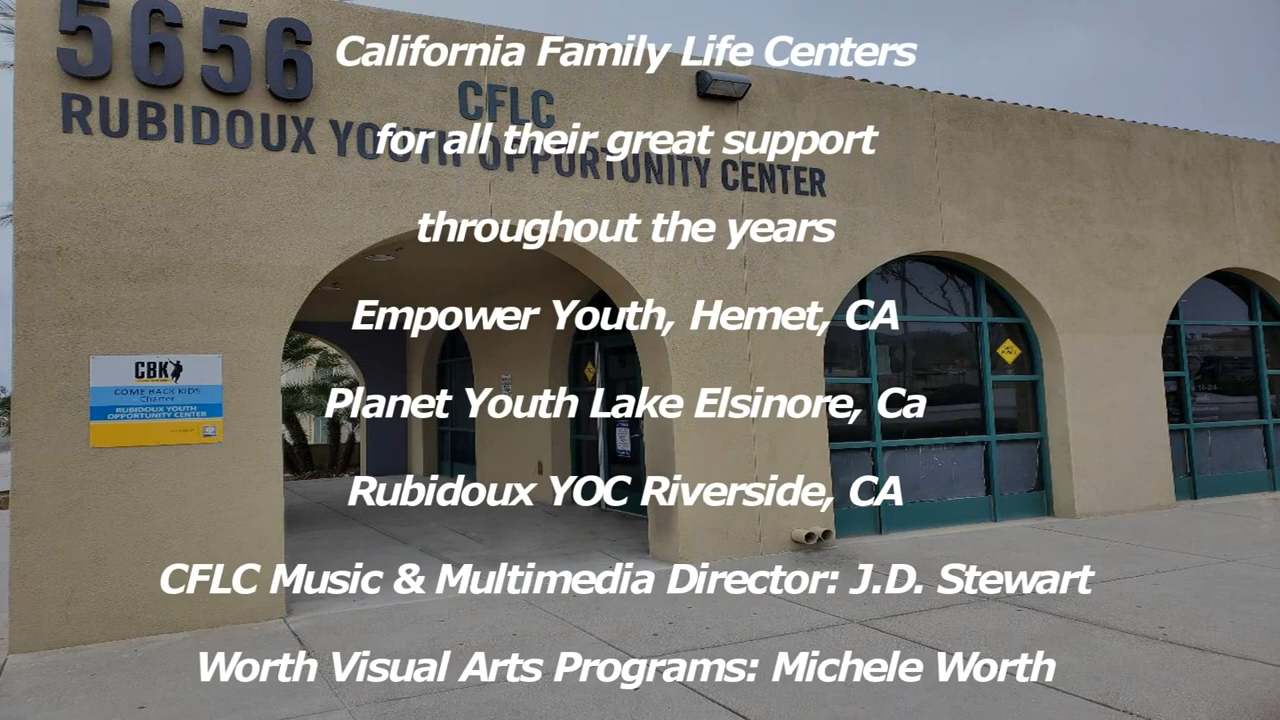 5656
California Family Life Centers
CFLC
RUBIDOUX YOUTH OPPORTUNITY CENTER
for all their great support
throughout the years
Empower Youth, Hemet, CA
Planet Youth Lake Elsinore, Ca
CBK
COME BACK KIDS
Charter
RUBIDOUX YOUTH
OPPORTUNITY CENTER
Rubidoux YOC Riverside, CA
CFLC Music & Multimedia Director: J.D. Stewart
Worth Visual Arts Programs: Michele Worth